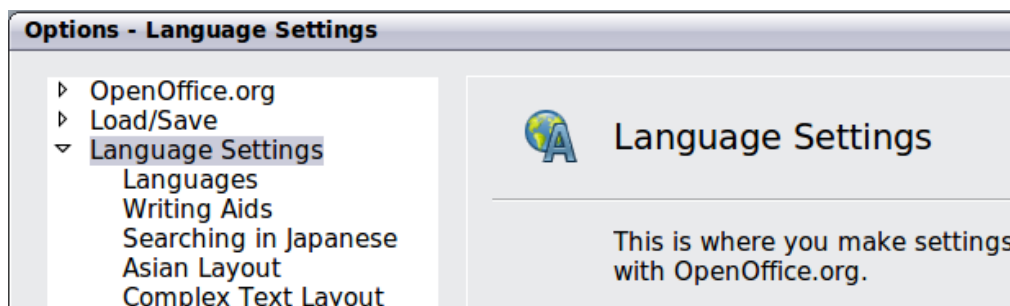 Options - Language Settings
OpenOffice.org
Load/Save
Language Settings
Languages
Writing Aids
Searching in Japanese
Asian Layout
Complex Text Layout
Language Settings
This is where you make settings
with OpenOffice.org.